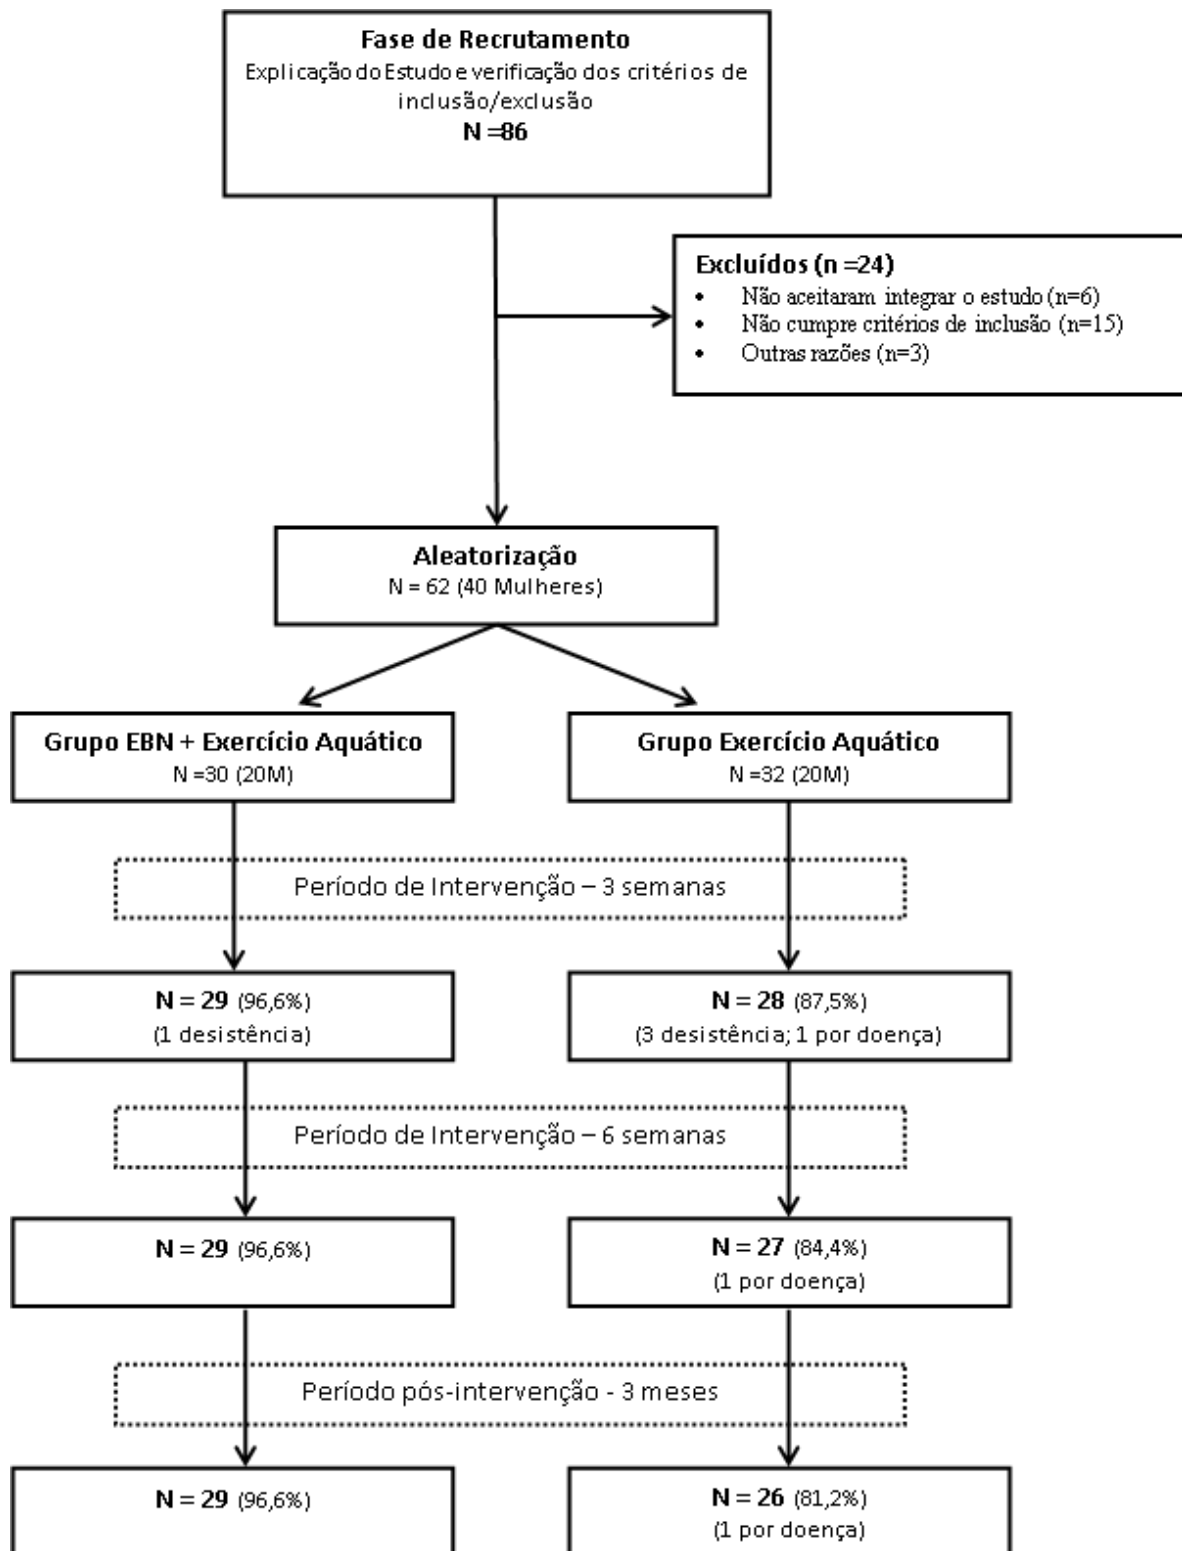 Fase de Recrutamento
Explicação do Estudo e verificação dos critérios de
inclusão/exclusão
N =86
Excluídos (n =24)
• Não aceitaram integrar o estudo (n=6)
• Não cumpre critérios de inclusão (n=15)
• Outras razões (n=3)
Aleatorização
N = 62 (40 Mulheres)
Grupo EBN + Exercício Aquático
N =30 (20M)
Grupo Exercício Aquático
N =32 (20M)
Período de Intervenção – 3 semanas
N = 29 (96,6%)
(1 desistência)
N = 28 (87,5%)
(3 desistência; 1 por doença)
Período de Intervenção – 6 semanas
N = 29 (96,6%)
N = 27 (84,4%)
(1 por doença)
Período pós-intervenção - 3 meses
N = 29 (96,6%)
N = 26 (81,2%)
(1 por doença)